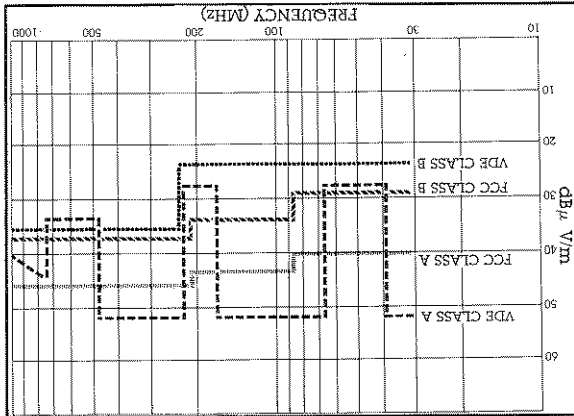 dBμ V/m
60
50
40
30
20
10
VDE CLASS A
FCC CLASS A
FCC CLASS B
VDE CLASS B
10
30
100
200
500
1000
FREQUENCY (MHz)